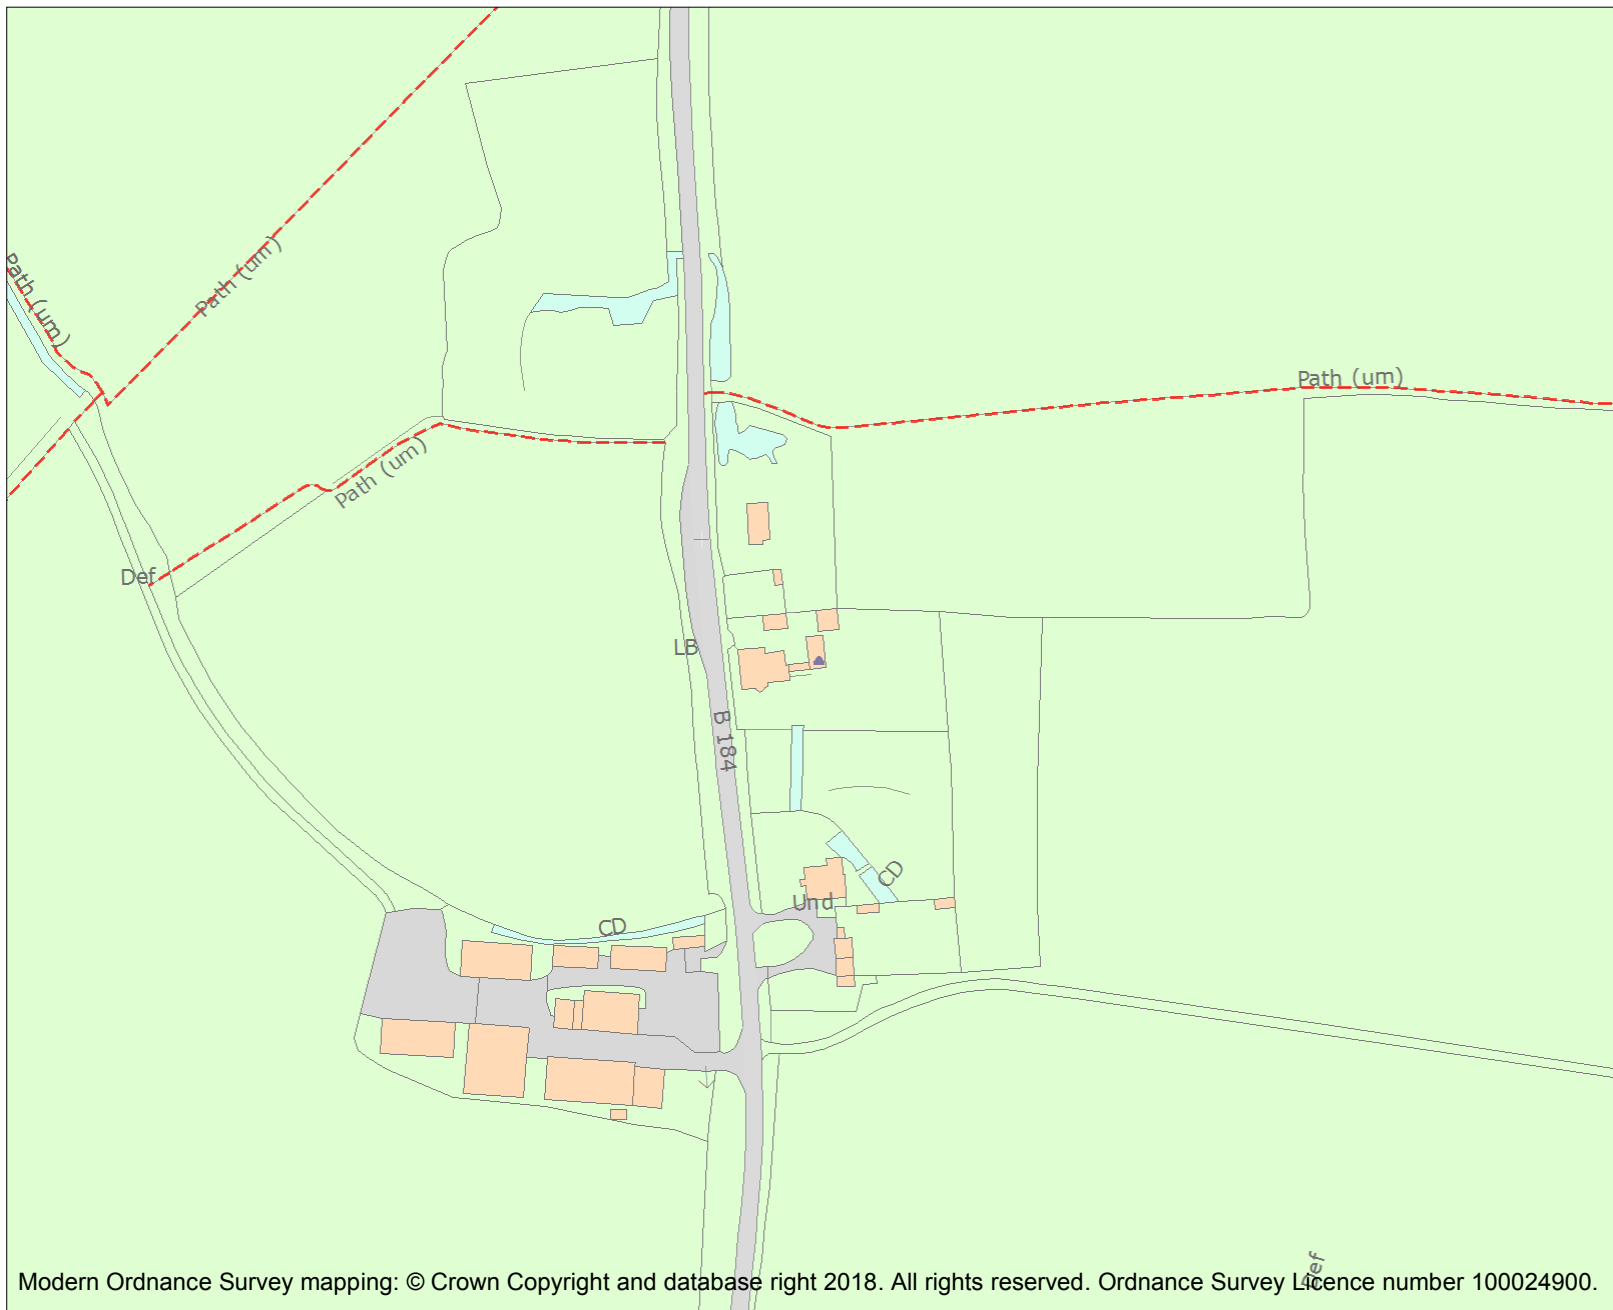 Path (um)
Path (um)
Path (um)
Path (um)
Def
LB
B 184
CD
Und
CD
Def
Modern Ordnance Survey mapping: © Crown Copyright and database right 2018. All rights reserved. Ordnance Survey Licence number 100024900.